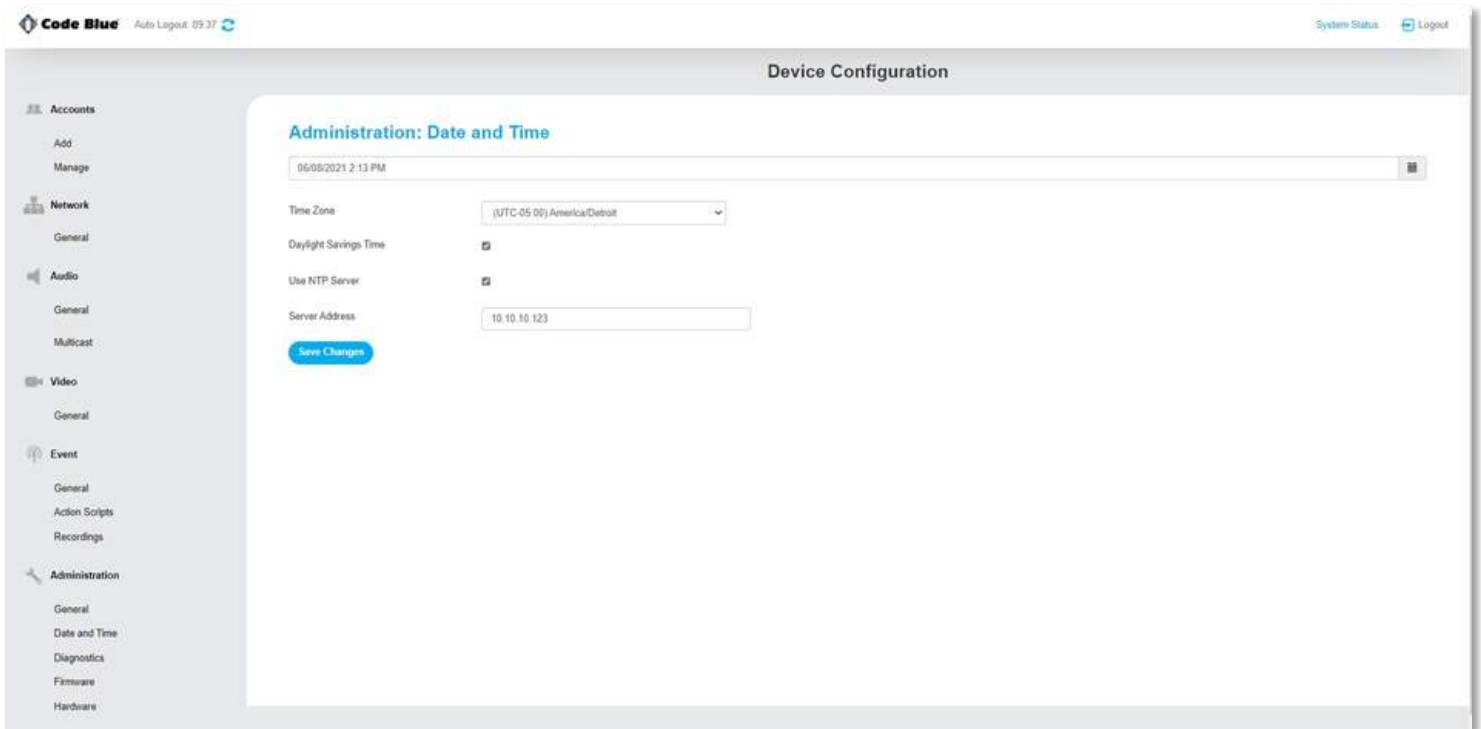 Code Blue Auto Logout: 09:37 System Status Logout
Device Configuration
Accounts
Add
Manage
Network
General
Audio
General
Multicast
Video
General
Event
General
Action Scripts
Recordings
Administration
General
Date and Time
Diagnostics
Firmware
Hardware
Administration: Date and Time
06/08/2021 2:13 PM
Time Zone (UTC-05:00) America/Detroit
Daylight Savings Time
Use NTP Server
Server Address 10.10.10.123
Save Changes